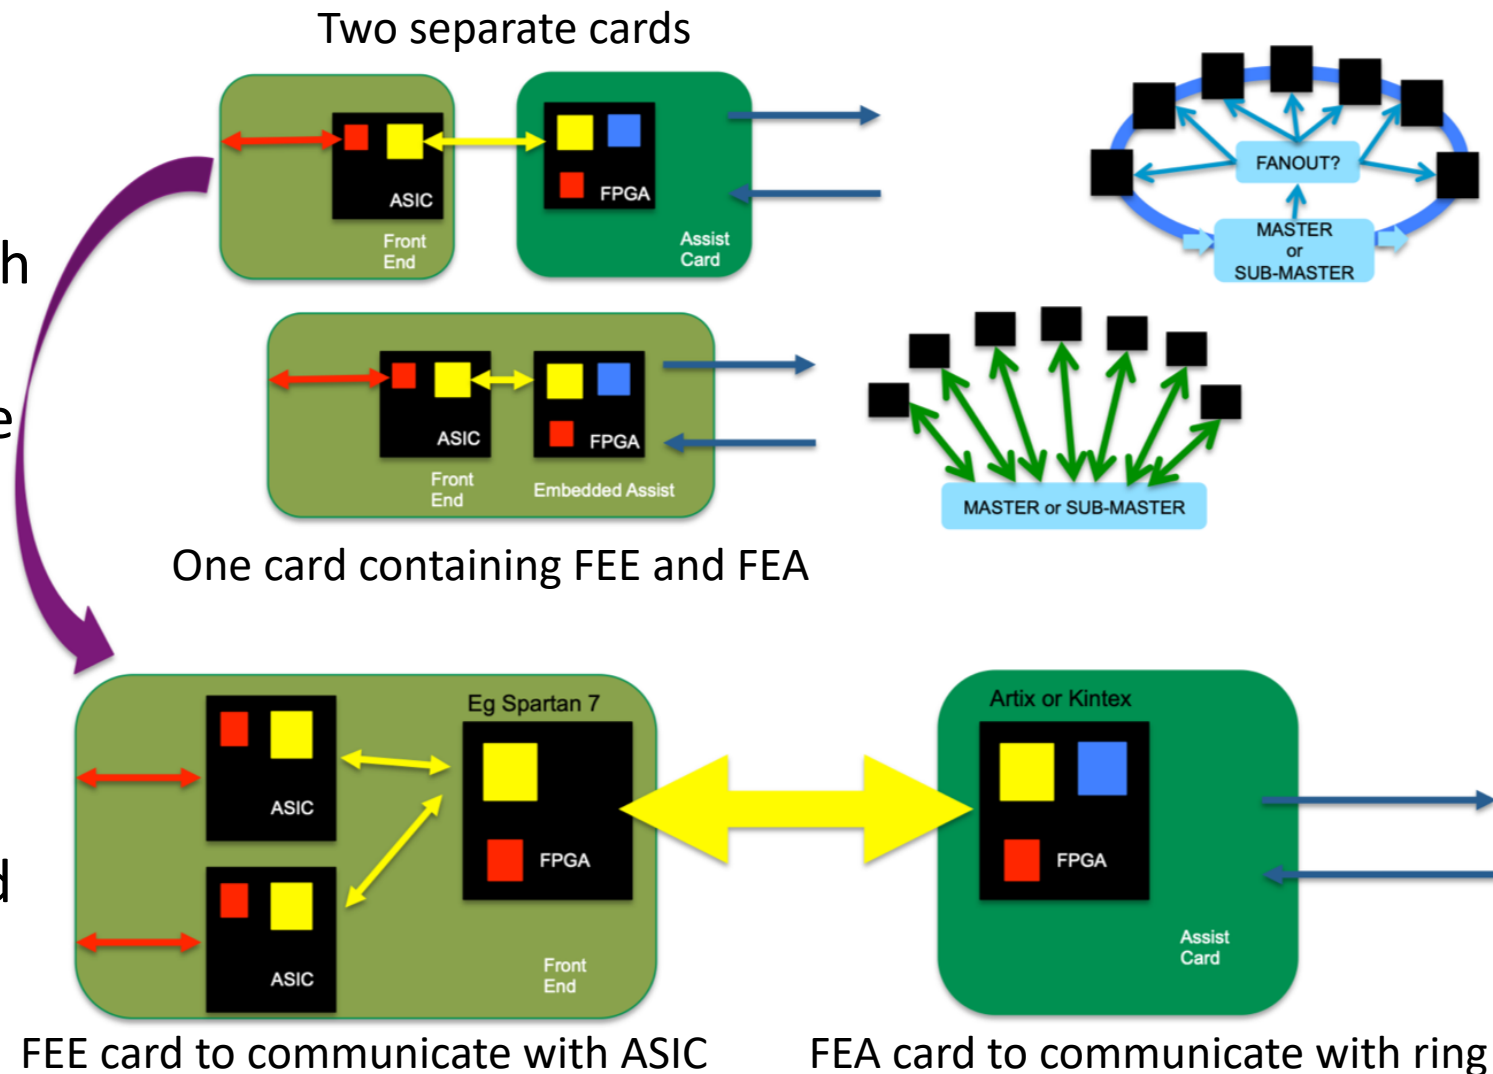 Two separate cards
ASIC
Front
End
FPGA
Assist
Card
FANOUT?
MASTER
or
SUB-MASTER
h
e
ASIC
Front
End
FPGA
Embedded Assist
MASTER or SUB-MASTER
One card containing FEE and FEA
Eg Spartan 7
ASIC
FPGA
ASIC
Front
End
Artix or Kintex
FPGA
Assist
Card
d
FEE card to communicate with ASIC
FEA card to communicate with ring